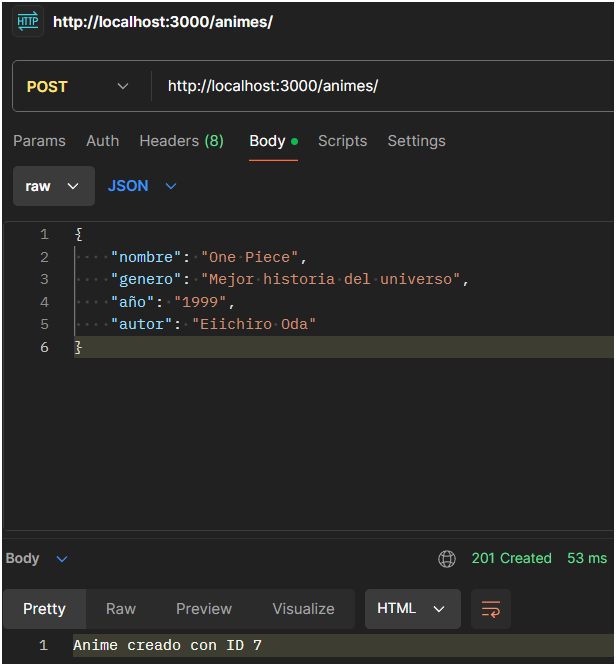 HTTP http://localhost:3000/animes/
POST http://localhost:3000/animes/
Params Auth Headers (8) Body Scripts Settings
raw JSON
1 {
2 "nombre": "One Piece",
3 "genero": "Mejor historia del universo",
4 "año": "1999",
5 "autor": "Eiichiro Oda"
6 }
Body 201 Created 53 ms
Pretty Raw Preview Visualize HTML
1 Anime creado con ID 7